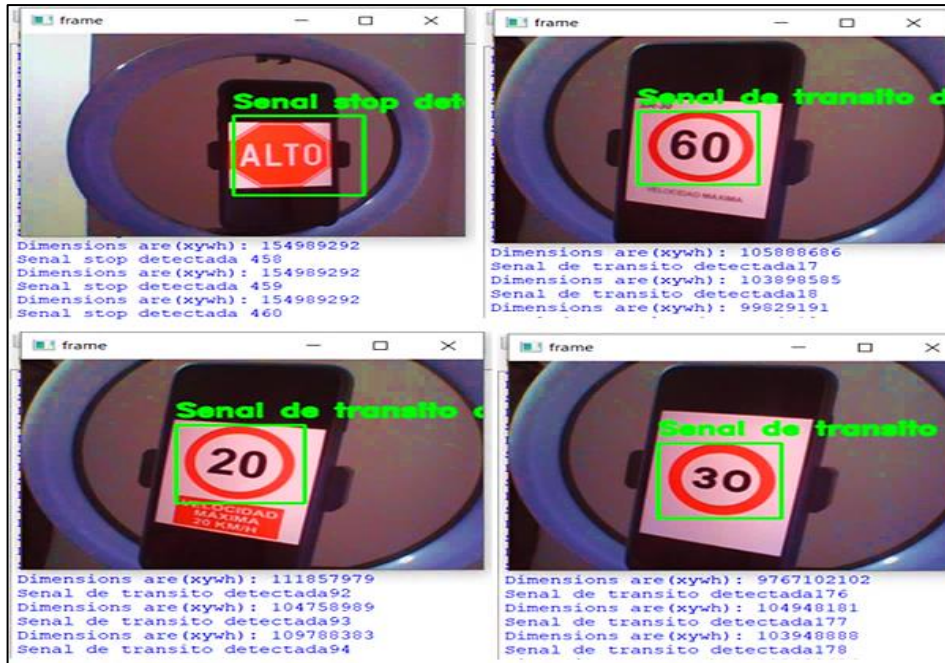 frame
Senal stop det
ALTO
Dimensions are(xywh): 154989292
Senal stop detectada 458
Dimensions are(xywh): 154989292
Senal stop detectada 459
Dimensions are(xywh): 154989292
Senal stop detectada 460
frame
Senal de transito d
60
VELOCIDAD MÁXIMA
Dimensions are(xywh): 105888686
Senal de transito detectada17
Dimensions are(xywh): 103898585
Senal de transito detectada18
Dimensions are(xywh): 99829191
frame
Senal de transito
20
VELOCIDAD
MÁXIMA
20 KM/H
Dimensions are(xywh): 111857979
Senal de transito detectada92
Dimensions are(xywh): 104758989
Senal de transito detectada93
Dimensions are(xywh): 109788383
Senal de transito detectada94
frame
Senal de transito
30
Dimensions are(xywh): 9767102102
Senal de transito detectada176
Dimensions are(xywh): 104948181
Senal de transito detectada177
Dimensions are(xywh): 103948888
Senal de transito detectada178